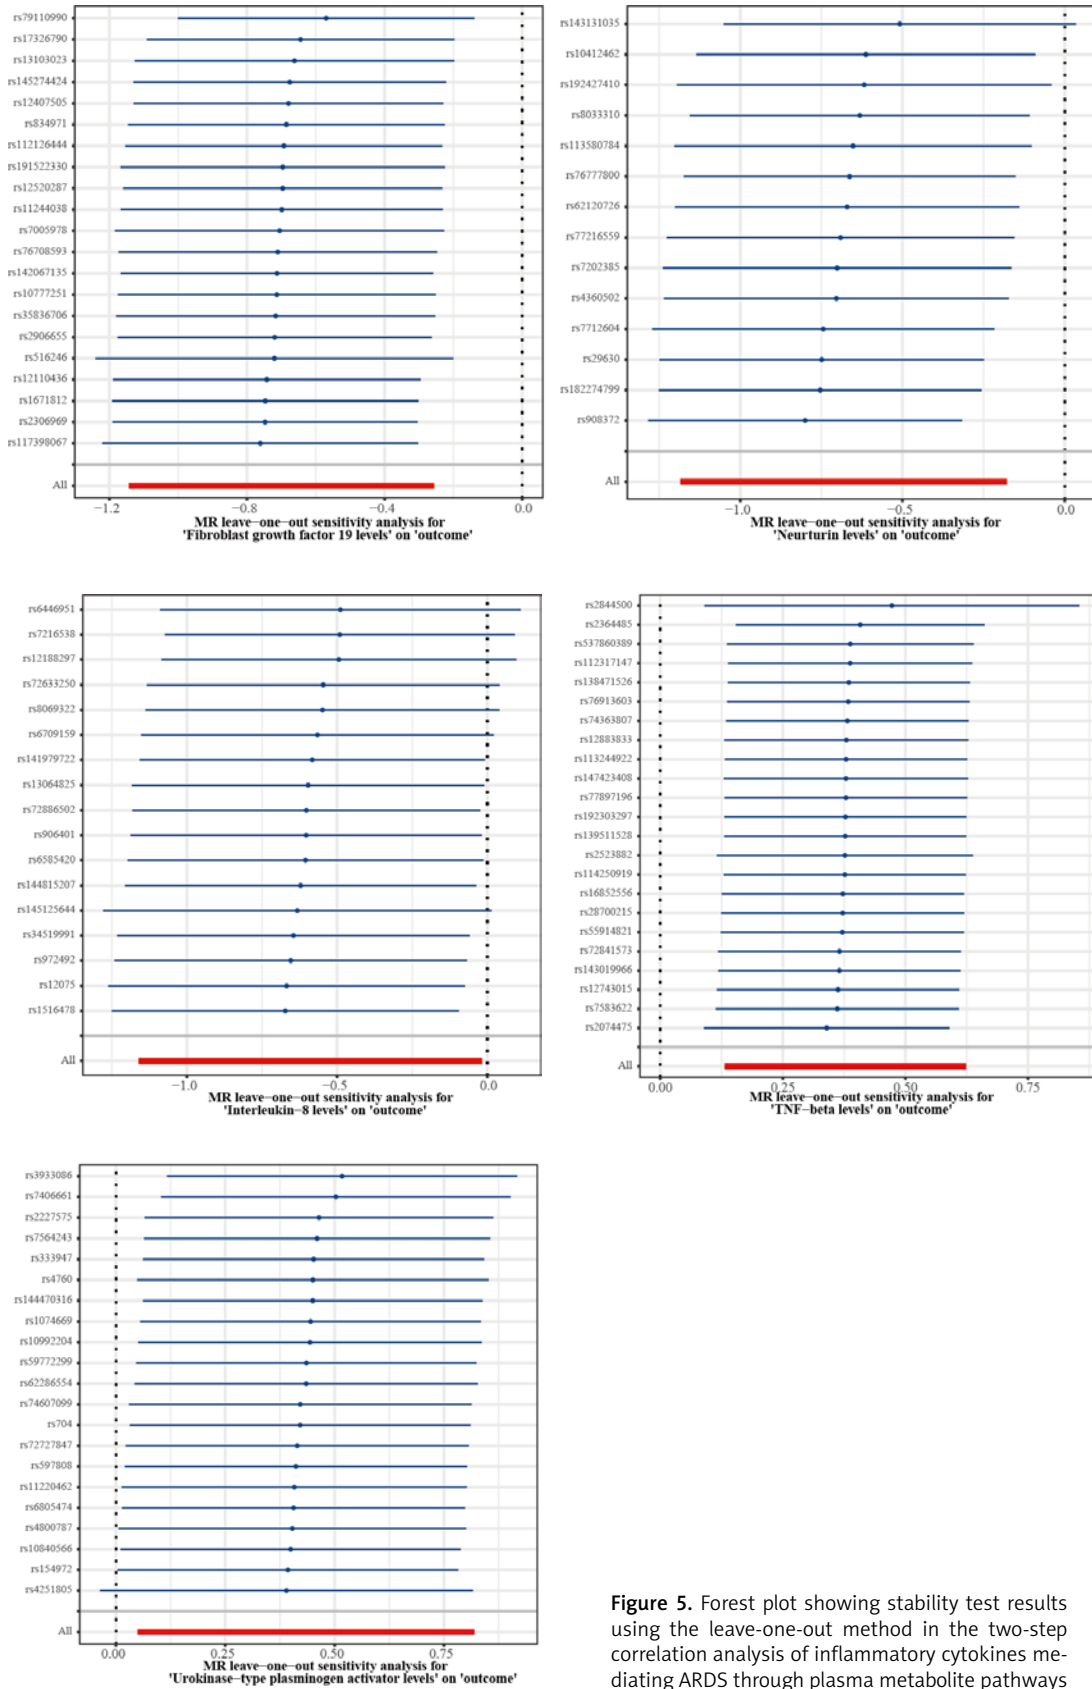 rs79110990
rs17326790
rs13103023
rs145274424
rs12407505
rs834971
rs112126444
rs191522330
rs12520287
rs11244038
rs7005978
rs76708593
rs142067135
rs10777251
rs35836706
rs2906655
rs516246
rs12110436
rs1671812
rs2306969
rs117398067
All
−1.2 −0.8 −0.4 0.0
MR leave−one−out sensitivity analysis for
'Fibroblast growth factor 19 levels' on 'outcome'
rs143131035
rs10412462
rs192427410
rs8033310
rs113580784
rs76777800
rs62120726
rs77216559
rs7202385
rs4360502
rs7712604
rs29630
rs182274799
rs908372
All
−1.0 −0.5 0.0
MR leave−one−out sensitivity analysis for
'Neurturin levels' on 'outcome'
rs6446951
rs7216538
rs12188297
rs72633250
rs8069322
rs6709159
rs141979722
rs13064825
rs72886502
rs906401
rs6585420
rs144815207
rs145125644
rs34519991
rs972492
rs12075
rs1516478
All
−1.0 −0.5 0.0
MR leave−one−out sensitivity analysis for
'Interleukin−8 levels' on 'outcome'
rs2844500
rs2364485
rs537860389
rs112317147
rs138471526
rs76913603
rs74363807
rs12883833
rs113244922
rs147423408
rs77897196
rs192303297
rs139511528
rs2523882
rs114250919
rs16852556
rs28700215
rs55914821
rs72841573
rs143019966
rs12743015
rs7583622
rs2074475
All
0.00 0.25 0.50 0.75
MR leave−one−out sensitivity analysis for
'TNF−beta levels' on 'outcome'
rs3933086
rs7406661
rs2227575
rs7564243
rs333947
rs4760
rs144470316
rs1074669
rs10992204
rs59772299
rs62286554
rs74607099
rs704
rs72727847
rs597808
rs11220462
rs6805474
rs4800787
rs10840566
rs154972
rs4251805
All
0.00 0.25 0.50 0.75
MR leave−one−out sensitivity analysis for
'Urokinase−type plasminogen activator levels' on 'outcome'
Figure 5. Forest plot showing stability test results
using the leave-one-out method in the two-step
correlation analysis of inflammatory cytokines me-
diating ARDS through plasma metabolite pathways